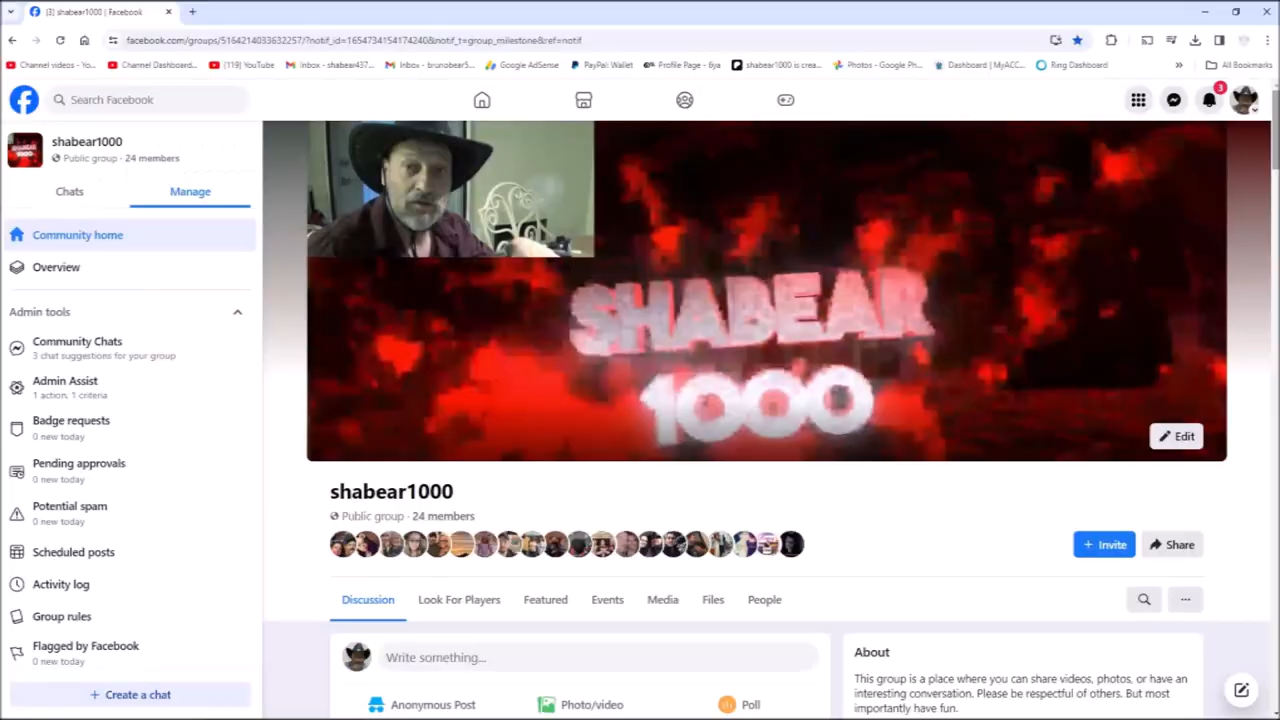 (3) shabear1000 | Facebook
facebook.com/groups/5164214033632257/?notif_id=1654734154174240&notif_t=group_milestone&ref=notif
Channel videos - Yo...
Channel Dashboard...
(119) YouTube
Inbox - shabear437...
Inbox - brunobear5...
Google AdSense
PayPal: Wallet
Profile Page - 6ya
shabear1000 is crea...
Photos - Google Ph...
Dashboard | MyACC...
Ring Dashboard
»
All Bookmarks
Search Facebook
3
shabear1000
Public group · 24 members
Chats
Manage
Community home
Overview
Admin tools
Community Chats
3 chat suggestions for your group
Admin Assist
1 action, 1 criteria
Badge requests
0 new today
Pending approvals
0 new today
Potential spam
0 new today
Scheduled posts
Activity log
Group rules
Flagged by Facebook
0 new today
+ Create a chat
SHABEAR
1000
SHABEAR
1000
Edit
shabear1000
Public group · 24 members
+ Invite
Share
Discussion
Look For Players
Featured
Events
Media
Files
People
...
Write something...
Anonymous Post
Photo/video
Poll
About
This group is a place where you can share videos, photos, or have an
interesting conversation. Please be respectful of others. But most
importantly have fun.